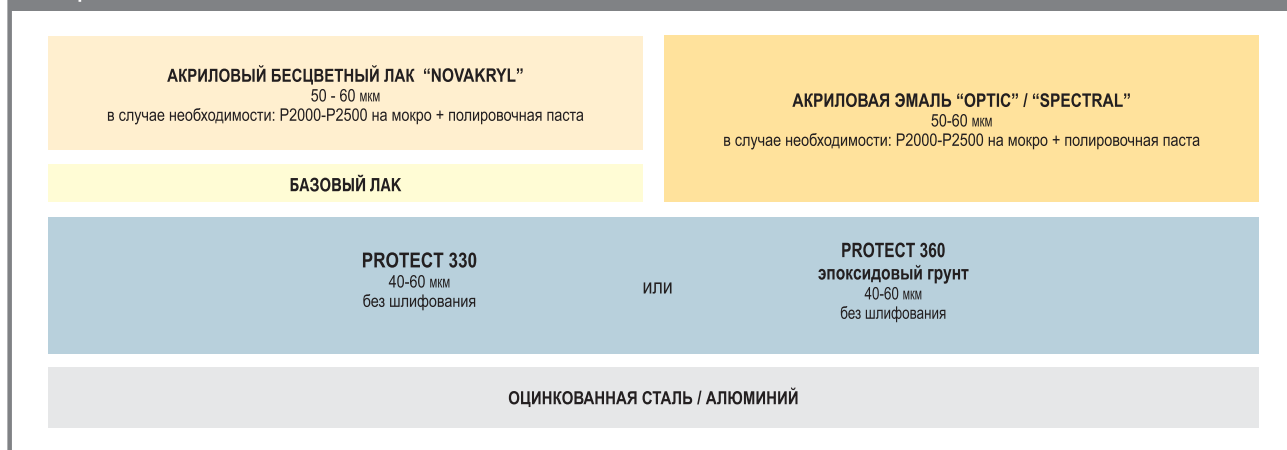 АКРИЛОВЫЙ БЕСЦВЕТНЫЙ ЛАК “NOVAKRYL”
50 - 60 мкм
в случае необходимости: P2000-P2500 на мокро + полировочная паста
БАЗОВЫЙ ЛАК
АКРИЛОВАЯ ЭМАЛЬ “OPTIC” / “SPECTRAL”
50-60 мкм
в случае необходимости: P2000-P2500 на мокро + полировочная паста
PROTECT 330
40-60 мкм
без шлифования
или
PROTECT 360
эпоксидовый грунт
40-60 мкм
без шлифования
ОЦИНКОВАННАЯ СТАЛЬ / АЛЮМИНИЙ